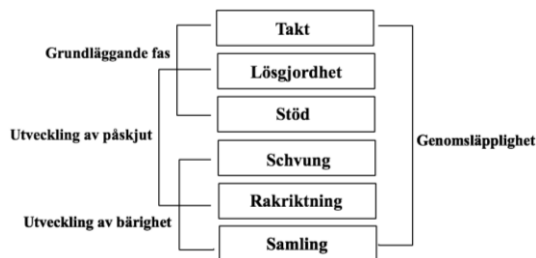 Takt
Grundläggande fas
Lösgjordhet
Stöd
Utveckling av påskjut
Genomsläpplighet
Schvung
Rakriktning
Utveckling av bärighet
Samling